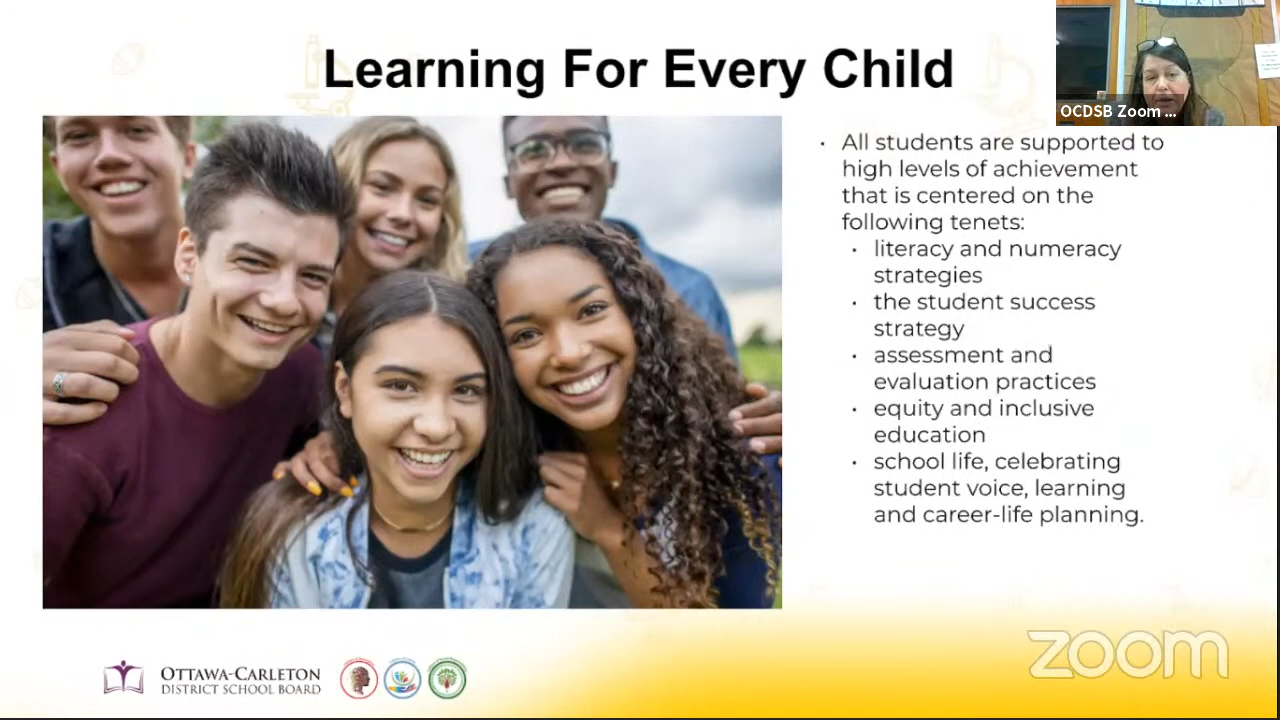 Learning For Every Child
OCDSB Zoom ...
· All students are supported to
high levels of achievement
that is centered on the
following tenets:
· literacy and numeracy
strategies
· the student success
strategy
· assessment and
evaluation practices
· equity and inclusive
education
· school life, celebrating
student voice, learning
and career-life planning.
OTTAWA-CARLETON
DISTRICT SCHOOL BOARD
zoom